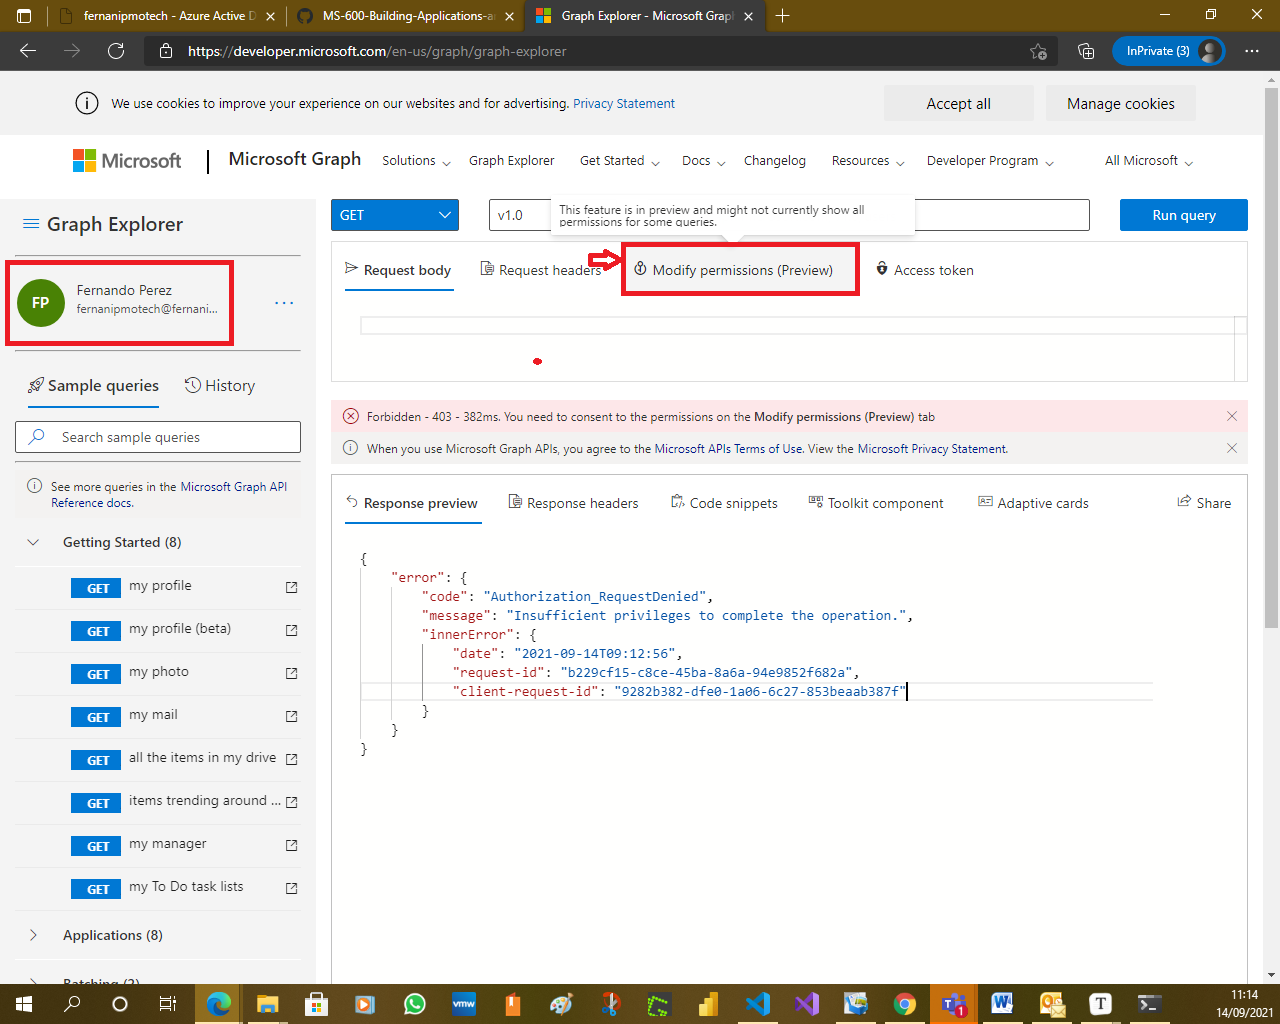 fernanipmotech - Azure Active D
MS-600-Building-Applications-a
Graph Explorer - Microsoft Grap
https://developer.microsoft.com/en-us/graph/graph-explorer
InPrivate (3)
We use cookies to improve your experience on our websites and for advertising. Privacy Statement
Accept all
Manage cookies
Microsoft
Microsoft Graph
Solutions
Graph Explorer
Get Started
Docs
Changelog
Resources
Developer Program
All Microsoft
Graph Explorer
GET
v1.0
This feature is in preview and might not currently show all
permissions for some queries.
Run query
Request body
Request headers
Modify permissions (Preview)
Access token
FP
Fernando Perez
fernanipmotech@fernani...
Sample queries
History
Search sample queries
Forbidden - 403 - 382ms. You need to consent to the permissions on the Modify permissions (Preview) tab
When you use Microsoft Graph APIs, you agree to the Microsoft APIs Terms of Use. View the Microsoft Privacy Statement.
See more queries in the Microsoft Graph API
Reference docs.
Getting Started (8)
GET my profile
GET my profile (beta)
GET my photo
GET my mail
GET all the items in my drive
GET items trending around ...
GET my manager
GET my To Do task lists
Applications (8)
Batching (2)
Response preview
Response headers
Code snippets
Toolkit component
Adaptive cards
Share
{
"error": {
"code": "Authorization_RequestDenied",
"message": "Insufficient privileges to complete the operation.",
"innerError": {
"date": "2021-09-14T09:12:56",
"request-id": "b229cf15-c8ce-45ba-8a6a-94e9852f682a",
"client-request-id": "9282b382-dfe0-1a06-6c27-853beaab387f"
}
}
}
vmw
1
T
11:14
14/09/2021